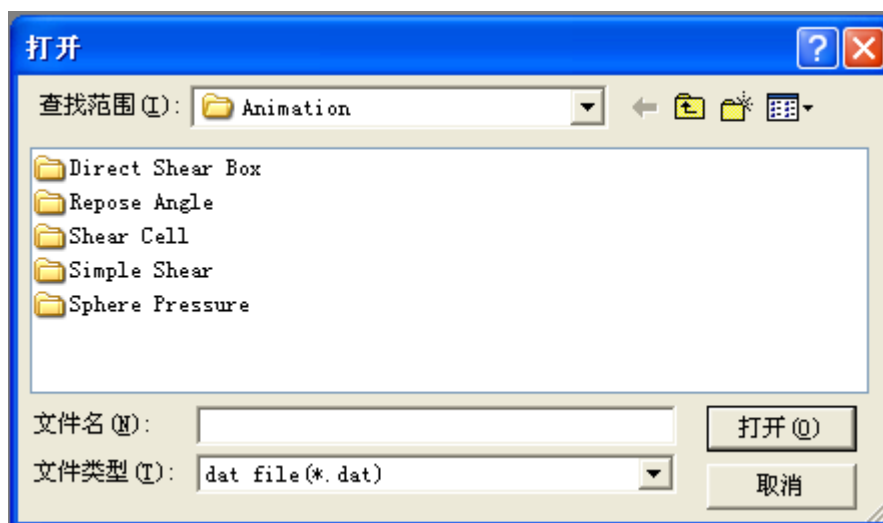 打开
查找范围(I): Animation
Direct Shear Box
Repose Angle
Shear Cell
Simple Shear
Sphere Pressure
文件名(N):
打开(O)
文件类型(T): dat file(*.dat)
取消